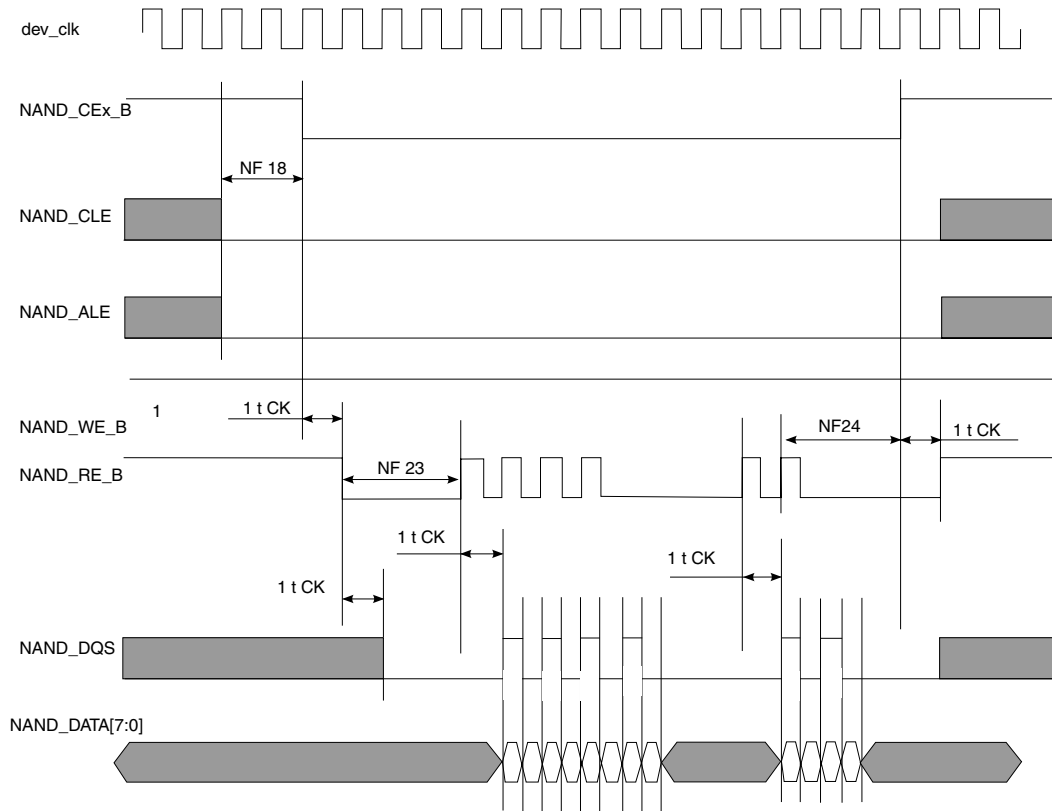 dev_clk
NAND_CEx_B
NF 18
NAND_CLE
NAND_ALE
1
1 t CK
NAND_WE_B
NF24
1 t CK
NAND_RE_B
NF 23
1 t CK
1 t CK
1 t CK
NAND_DQS
NAND_DATA[7:0]